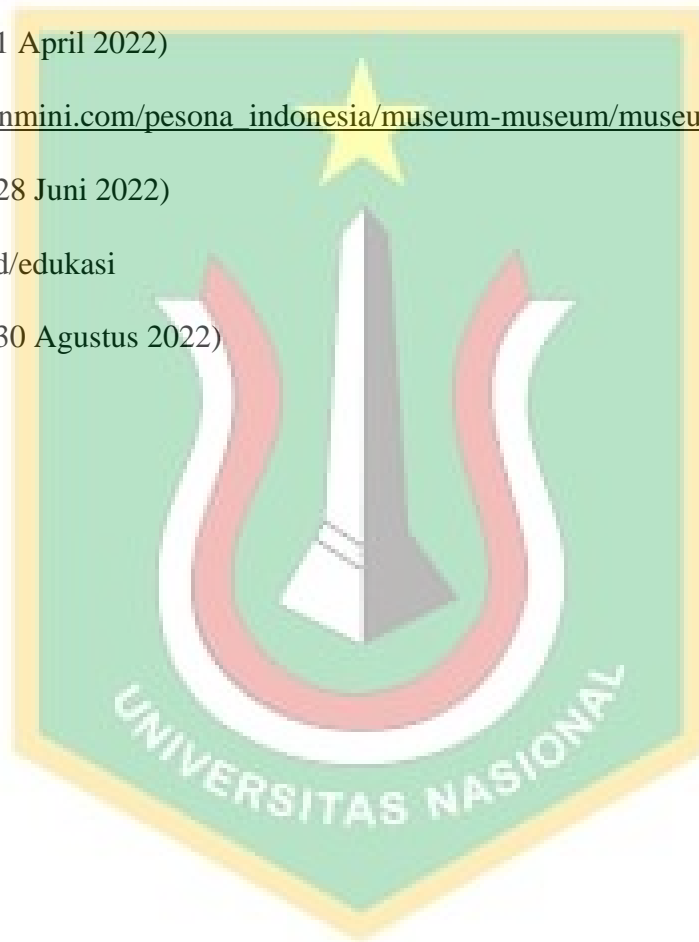 1 April 2022)
nmini.com/pesona_indonesia/museum-museum/museu
28 Juni 2022)
d/edukasi
30 Agustus 2022)
UNIVERSITAS NASIONAL